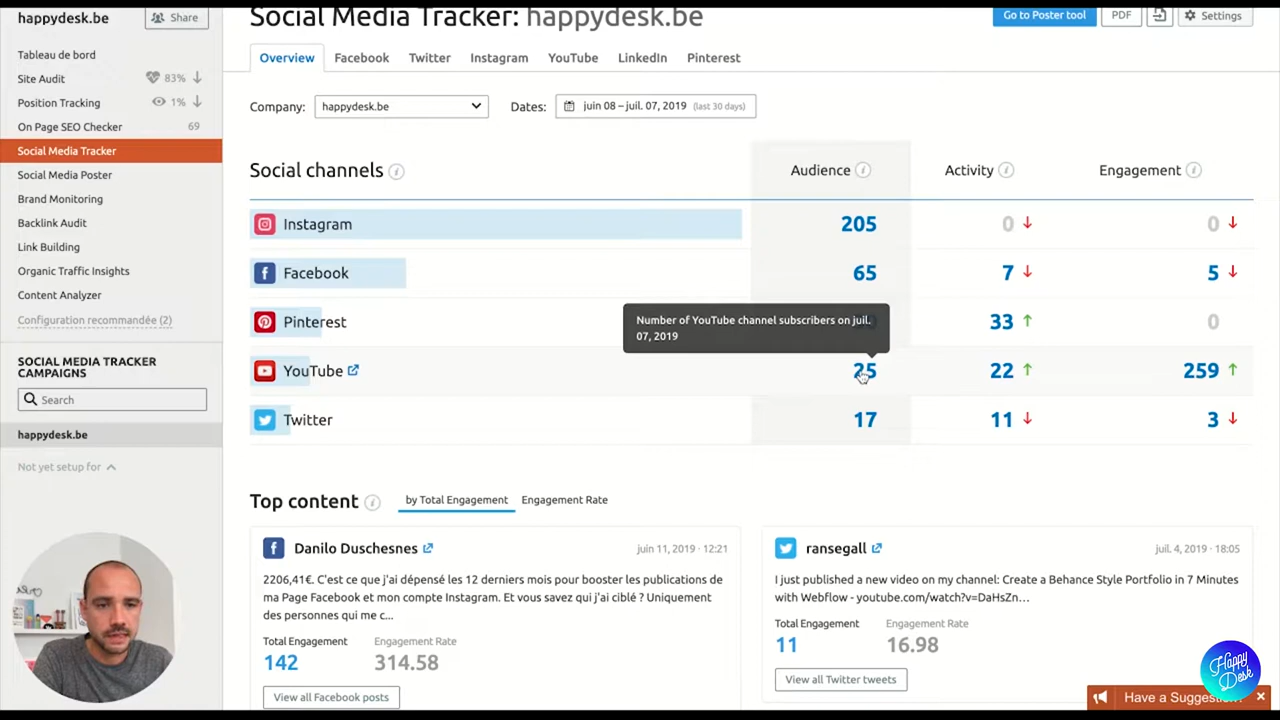 happydesk.be
Share
Social Media Tracker: happydesk.be
Go to Poster tool
PDF
Settings
Tableau de bord
Site Audit 83%
Position Tracking 1%
On Page SEO Checker 69
Social Media Tracker
Social Media Poster
Brand Monitoring
Backlink Audit
Link Building
Organic Traffic Insights
Content Analyzer
Configuration recommandée (2)
SOCIAL MEDIA TRACKER
CAMPAIGNS
Search
happydesk.be
Not yet setup for
Overview Facebook Twitter Instagram YouTube LinkedIn Pinterest
Company: happydesk.be Dates: juin 08 – juil. 07, 2019 (last 30 days)
Social channels Audience Activity Engagement
Instagram 205 0 0
Facebook 65 7 5
Pinterest 33 0
Number of YouTube channel subscribers on juil.
07, 2019
YouTube 25 22 259
Twitter 17 11 3
Top content by Total Engagement Engagement Rate
Danilo Duschesnes juin 11, 2019 · 12:21
2206,41€. C'est ce que j'ai dépensé les 12 derniers mois pour booster les publications de
ma Page Facebook et mon compte Instagram. Et vous savez qui j'ai ciblé ? Uniquement
des personnes qui me c...
Total Engagement Engagement Rate
142 314.58
View all Facebook posts
ransegall juil. 4, 2019 · 18:05
I just published a new video on my channel: Create a Behance Style Portfolio in 7 Minutes
with Webflow - youtube.com/watch?v=DaHsZn...
Total Engagement Engagement Rate
11 16.98
View all Twitter tweets
Happy
Desk
Have a Suggestion?